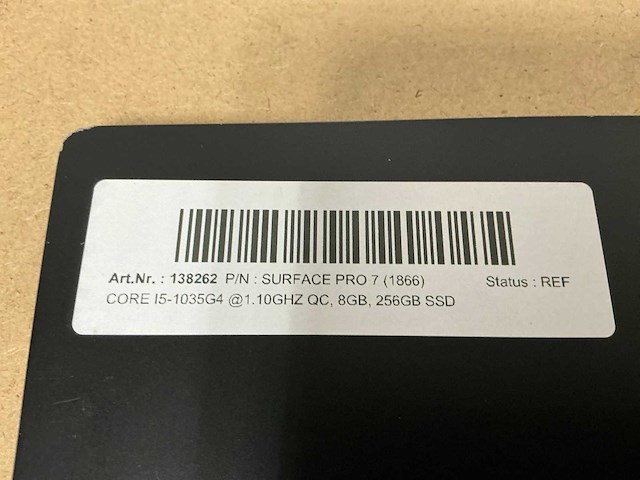 Art.Nr. : 138262 P/N : SURFACE PRO 7 (1866) Status : REF
CORE I5-1035G4 @1.10GHZ QC, 8GB, 256GB SSD